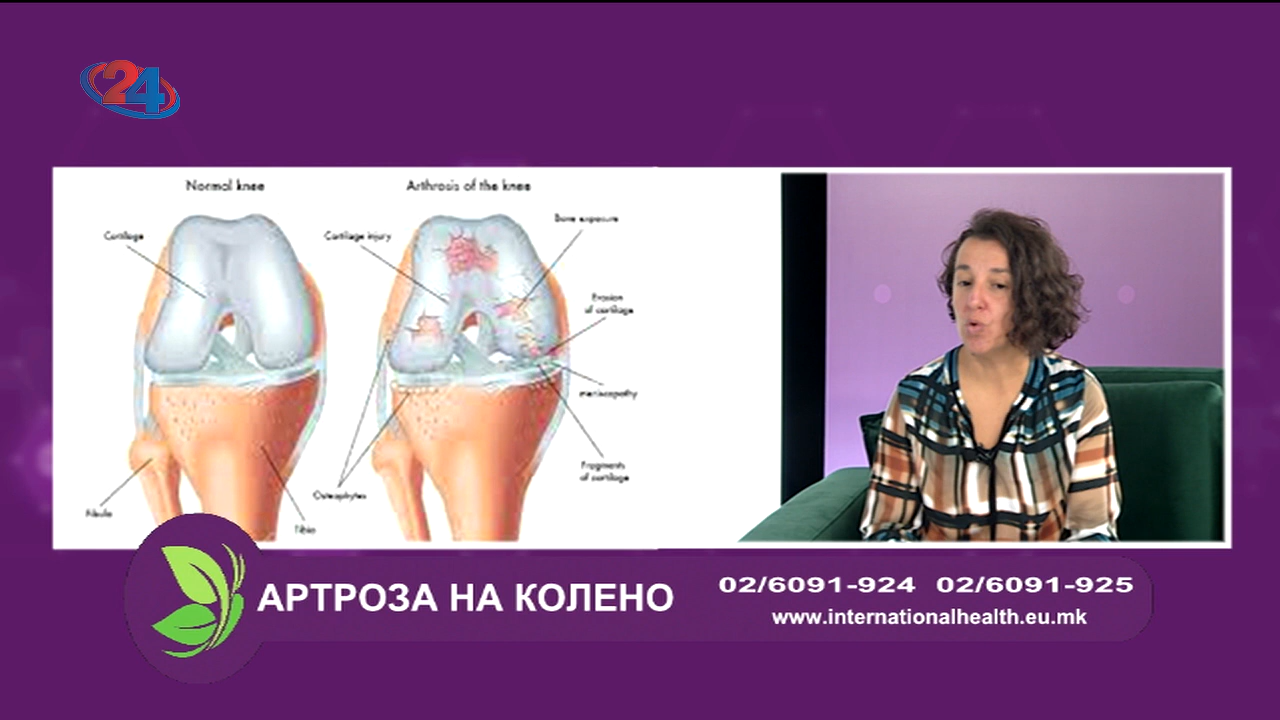 24
Normal knee
Arthrosis of the knee
Cartilage
Cartilage injury
Bone exposure
Erosion
of cartilage
meniscopathy
Fragments
of cartilage
Osteophytes
Fibula
Tibia
АРТРОЗА НА КОЛЕНО
02/6091-924 02/6091-925
www.internationalhealth.eu.mk